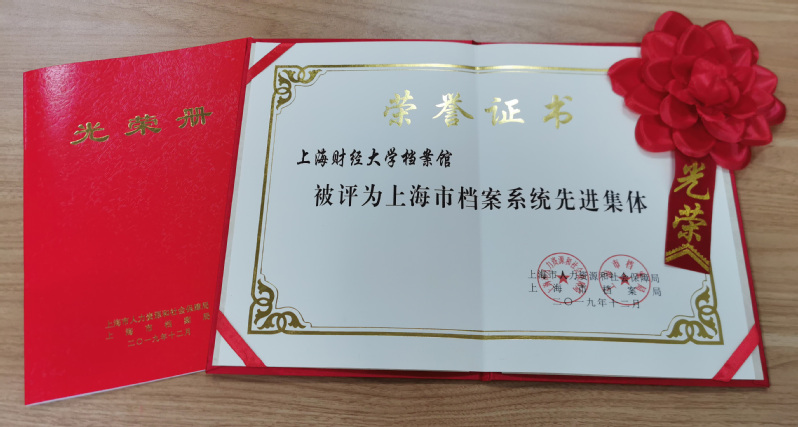 光荣册
上海市人力资源和社会保障局
上海市档案局
二〇一九年十二月
荣誉证书
上海财经大学档案馆
被评为上海市档案系统先进集体
上海市人力资源和社会保障局
上海市档案局
二〇一九年十二月
光荣